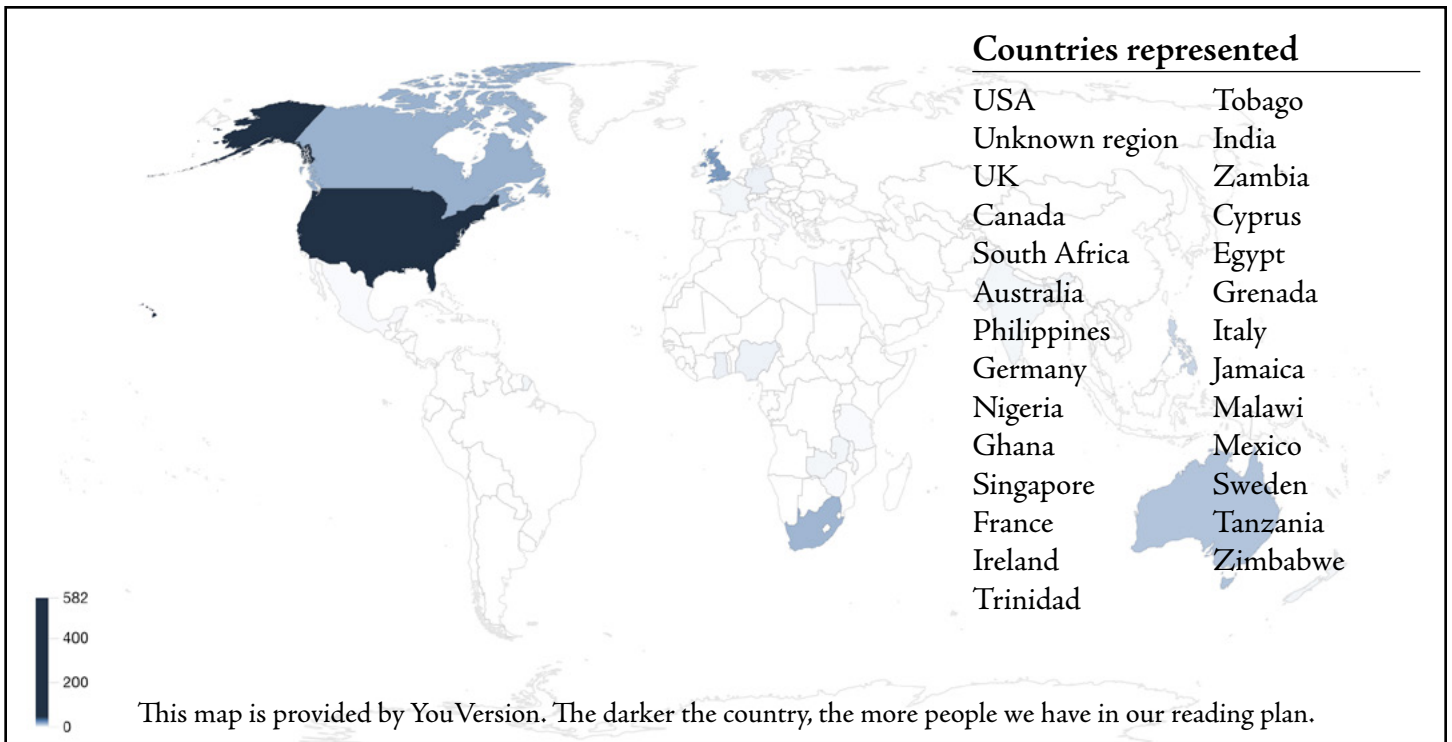 Countries represented
USA
Unknown region
UK
Canada
South Africa
Australia
Philippines
Germany
Nigeria
Ghana
Singapore
France
Ireland
Trinidad
Tobago
India
Zambia
Cyprus
Egypt
Grenada
Italy
Jamaica
Malawi
Mexico
Sweden
Tanzania
Zimbabwe
582
400
200
0
This map is provided by YouVersion. The darker the country, the more people we have in our reading plan.